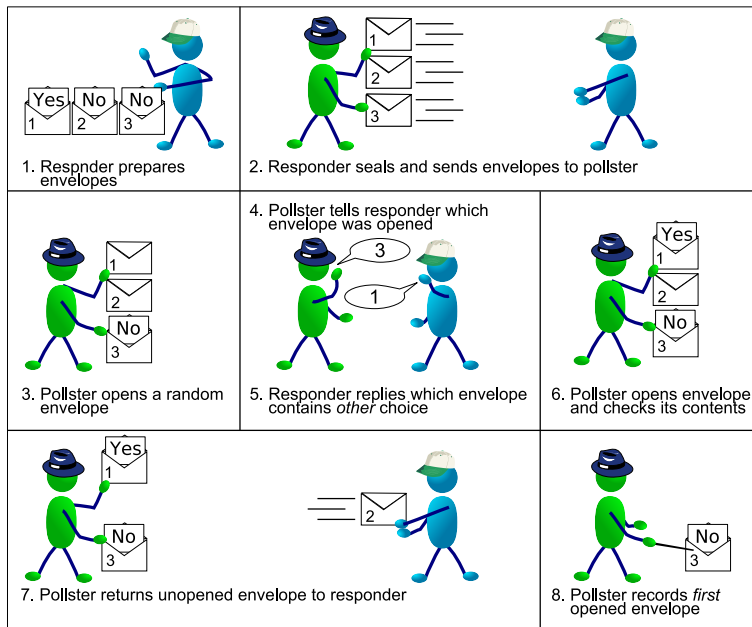 Yes No No
1 2 3
1. Respnder prepares
envelopes
1
2
3
2. Responder seals and sends envelopes to pollster
1
2
No
3
3. Pollster opens a random
envelope
4. Pollster tells responder which
envelope was opened
3
1
5. Responder replies which envelope
contains other choice
Yes
1
2
No
3
6. Pollster opens envelope
and checks its contents
Yes
1
No
3
2
7. Pollster returns unopened envelope to responder
No
3
8. Pollster records first
opened envelope